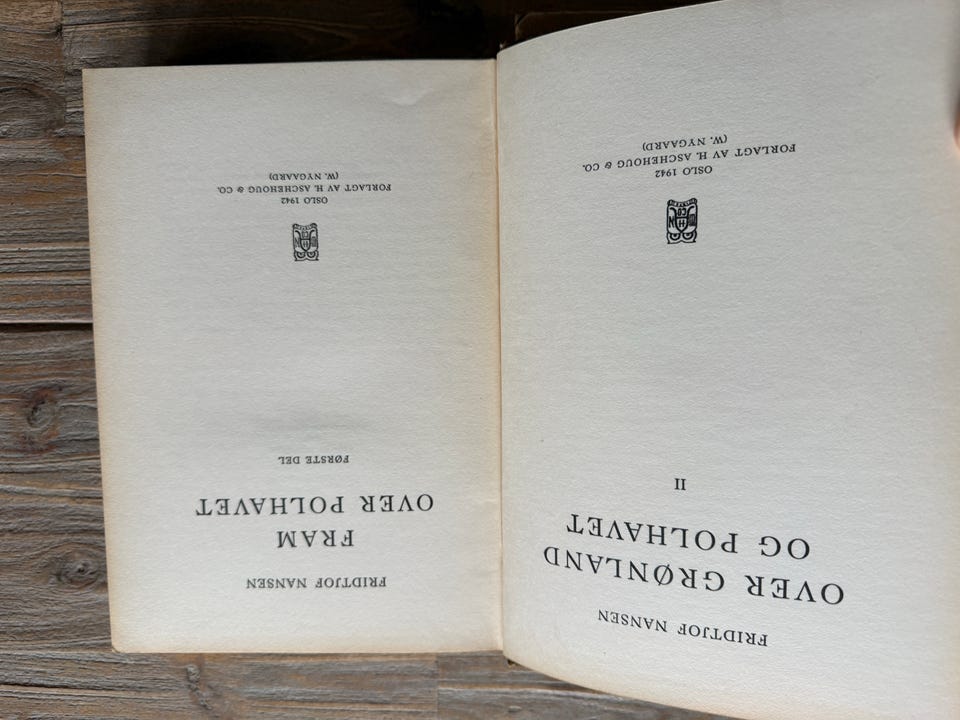 FRIDTJOF NANSEN
OVER GRØNLAND
OG POLHAVET
II
OSLO 1942
FORLAGT AV H. ASCHEHOUG & CO.
(W. NYGAARD)
FRIDTJOF NANSEN
FRAM
OVER POLHAVET
FØRSTE DEL
OSLO 1942
FORLAGT AV H. ASCHEHOUG & CO.
(W. NYGAARD)